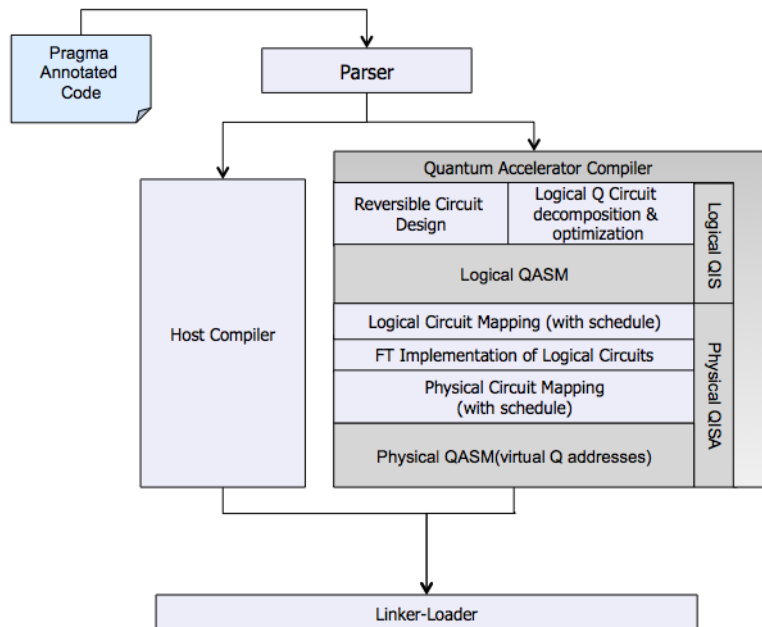 Pragma
Annotated
Code
Parser
Host Compiler
Quantum Accelerator Compiler
Reversible Circuit
Design
Logical Q Circuit
decomposition &
optimization
Logical QIS
Logical QASM
Logical Circuit Mapping (with schedule)
FT Implementation of Logical Circuits
Physical Circuit Mapping
(with schedule)
Physical QISA
Physical QASM(virtual Q addresses)
Linker-Loader